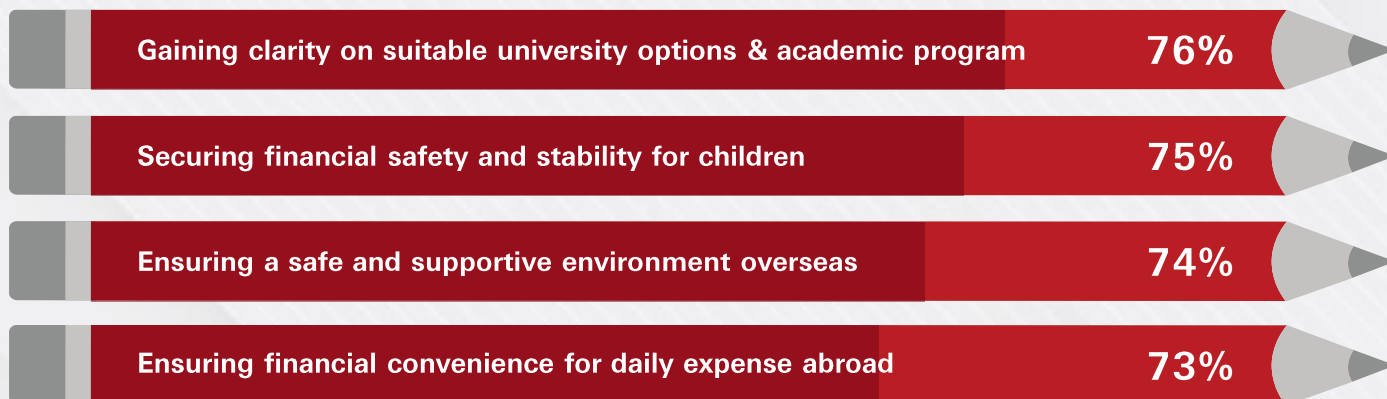 Gaining clarity on suitable university options & academic program 76%
Securing financial safety and stability for children 75%
Ensuring a safe and supportive environment overseas 74%
Ensuring financial convenience for daily expense abroad 73%